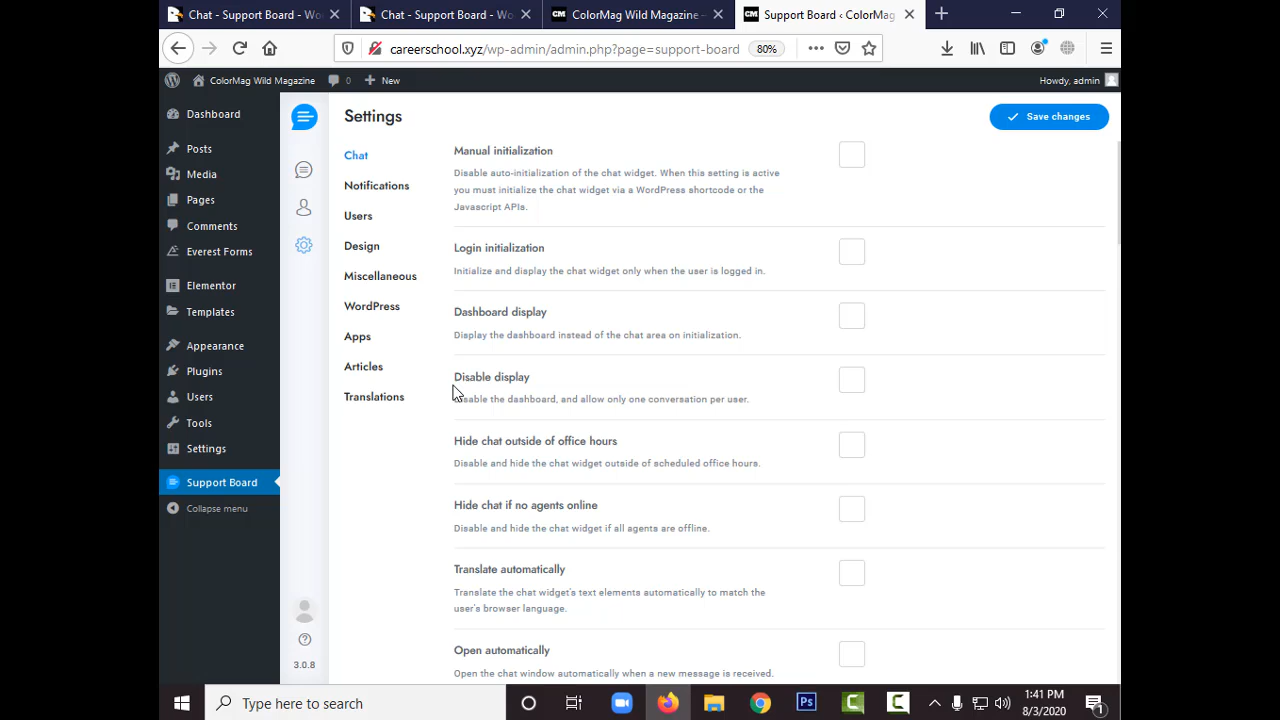 Chat - Support Board - Wo
Chat - Support Board - Wo
CM ColorMag Wild Magazine -
CM Support Board ‹ ColorMag
careerschool.xyz/wp-admin/admin.php?page=support-board
80%
ColorMag Wild Magazine
0
New
Howdy, admin
Dashboard
Posts
Media
Pages
Comments
Everest Forms
Elementor
Templates
Appearance
Plugins
Users
Tools
Settings
Support Board
Collapse menu
3.0.8
Settings
Save changes
Chat
Notifications
Users
Design
Miscellaneous
WordPress
Apps
Articles
Translations
Manual initialization
Disable auto-initialization of the chat widget. When this setting is active
you must initialize the chat widget via a WordPress shortcode or the
Javascript APIs.
Login initialization
Initialize and display the chat widget only when the user is logged in.
Dashboard display
Display the dashboard instead of the chat area on initialization.
Disable display
Disable the dashboard, and allow only one conversation per user.
Hide chat outside of office hours
Disable and hide the chat widget outside of scheduled office hours.
Hide chat if no agents online
Disable and hide the chat widget if all agents are offline.
Translate automatically
Translate the chat widget's text elements automatically to match the
user's browser language.
Open automatically
Open the chat window automatically when a new message is received.
Type here to search
Ps
1:41 PM
8/3/2020
1